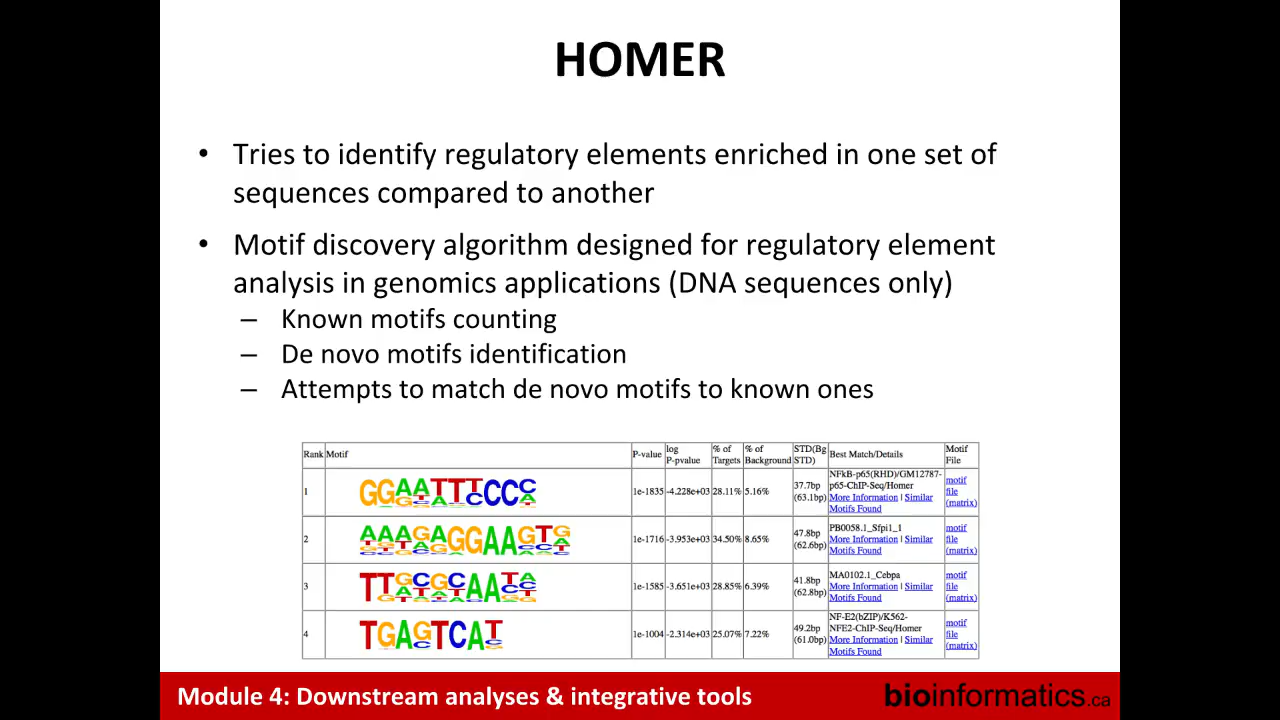 HOMER
• Tries to identify regulatory elements enriched in one set of
sequences compared to another
• Motif discovery algorithm designed for regulatory element
analysis in genomics applications (DNA sequences only)
– Known motifs counting
– De novo motifs identification
– Attempts to match de novo motifs to known ones
Rank Motif P-value log P-pvalue % of Targets % of Background STD(Bg STD) Best Match/Details Motif File
1 GGAATTTCCC 1e-1835 -4.228e+03 28.11% 5.16% 37.7bp (63.1bp) NFkB-p65(RHD)/GM12787-p65-ChIP-Seq/Homer More Information | Similar Motifs Found motif file (matrix)
2 AAAGAGGAAGTG 1e-1716 -3.953e+03 34.50% 8.65% 47.8bp (62.6bp) PB0058.1_Sfpi1_1 More Information | Similar Motifs Found motif file (matrix)
3 TTGCGCAATA 1e-1585 -3.651e+03 28.85% 6.39% 41.8bp (62.8bp) MA0102.1_Cebpa More Information | Similar Motifs Found motif file (matrix)
4 TGAGTCAT 1e-1004 -2.314e+03 25.07% 7.22% 49.2bp (61.0bp) NF-E2(bZIP)/K562-NFE2-ChIP-Seq/Homer More Information | Similar Motifs Found motif file (matrix)
Module 4: Downstream analyses & integrative tools
bioinformatics.ca